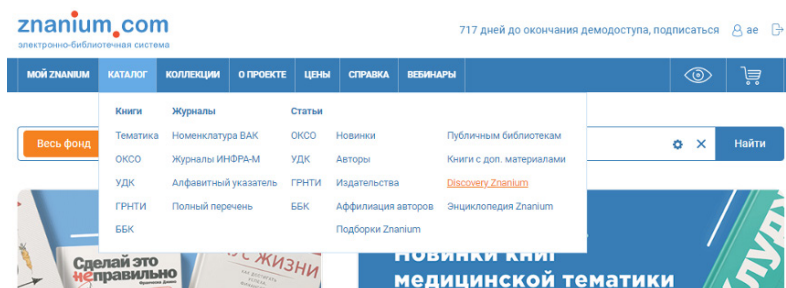 znanium.com
электронно-библиотечная система
717 дней до окончания демодоступа, подписаться ae
МОЙ ZNANIUM КАТАЛОГ КОЛЛЕКЦИИ О ПРОЕКТЕ ЦЕНЫ СПРАВКА ВЕБИНАРЫ
Книги Журналы Статьи
Тематика Номенклатура ВАК ОКСО Новинки Публичным библиотекам
Весь фонд Найти
ОКСО Журналы ИНФРА-М УДК Авторы Книги с доп. материалами
УДК Алфавитный указатель ГРНТИ Издательства Discovery Znanium
ГРНТИ Полный перечень ББК Аффилиация авторов Энциклопедия Znanium
ББК Подборки Znanium
Сделай это
неправильно
С ЖИЗНИ
НОВИНКИ КНИГ
медицинской тематики